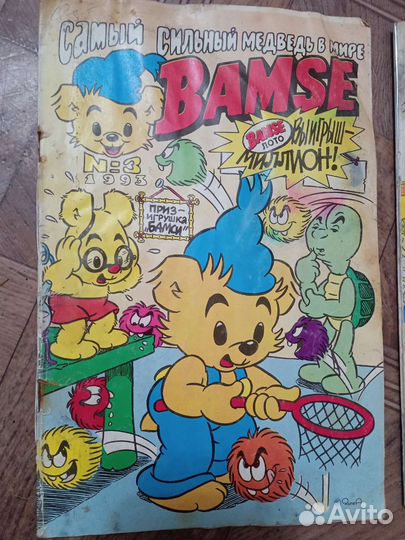 Самый сильный медведь в мире
BAMSE
№3
1993
BAMSE
ЛОТО
Выигрыш-
МИЛЛИОН!
ПРИЗ-
ИГРУШКА
„БАМСИ"
Avito